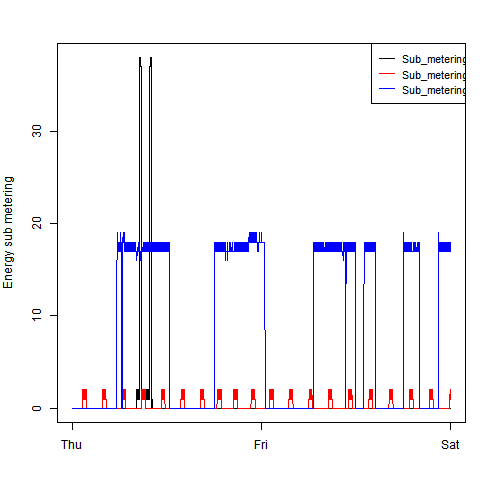 Sub_metering
Sub_metering
Sub_metering
Energy sub metering
30
20
10
0
Thu
Fri
Sat